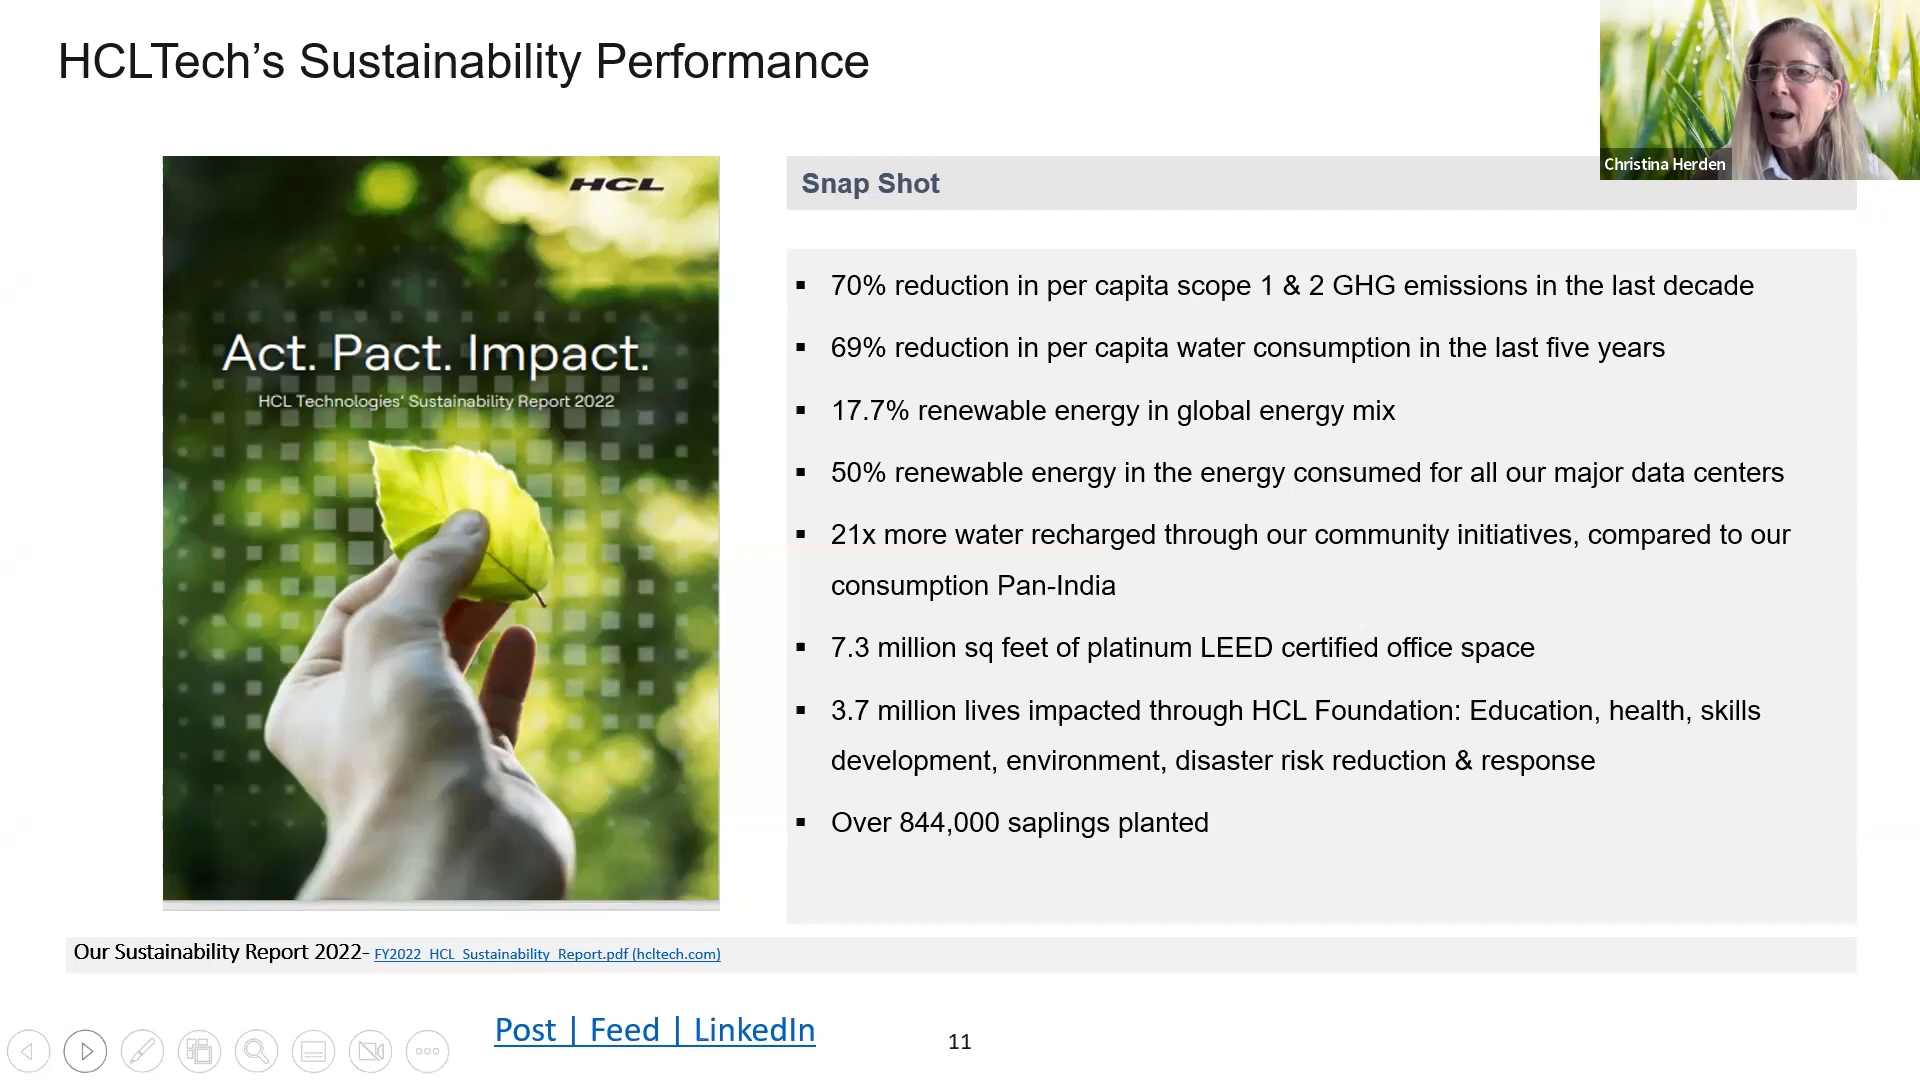 HCLTech’s Sustainability Performance
Christina Herden
HCL
Act. Pact. Impact.
HCL Technologies‘ Sustainability Report 2022
Snap Shot
▪ 70% reduction in per capita scope 1 & 2 GHG emissions in the last decade
▪ 69% reduction in per capita water consumption in the last five years
▪ 17.7% renewable energy in global energy mix
▪ 50% renewable energy in the energy consumed for all our major data centers
▪ 21x more water recharged through our community initiatives, compared to our
consumption Pan-India
▪ 7.3 million sq feet of platinum LEED certified office space
▪ 3.7 million lives impacted through HCL Foundation: Education, health, skills
development, environment, disaster risk reduction & response
▪ Over 844,000 saplings planted
Our Sustainability Report 2022- FY2022_HCL_Sustainability_Report.pdf (hcltech.com)
Post | Feed | LinkedIn
11